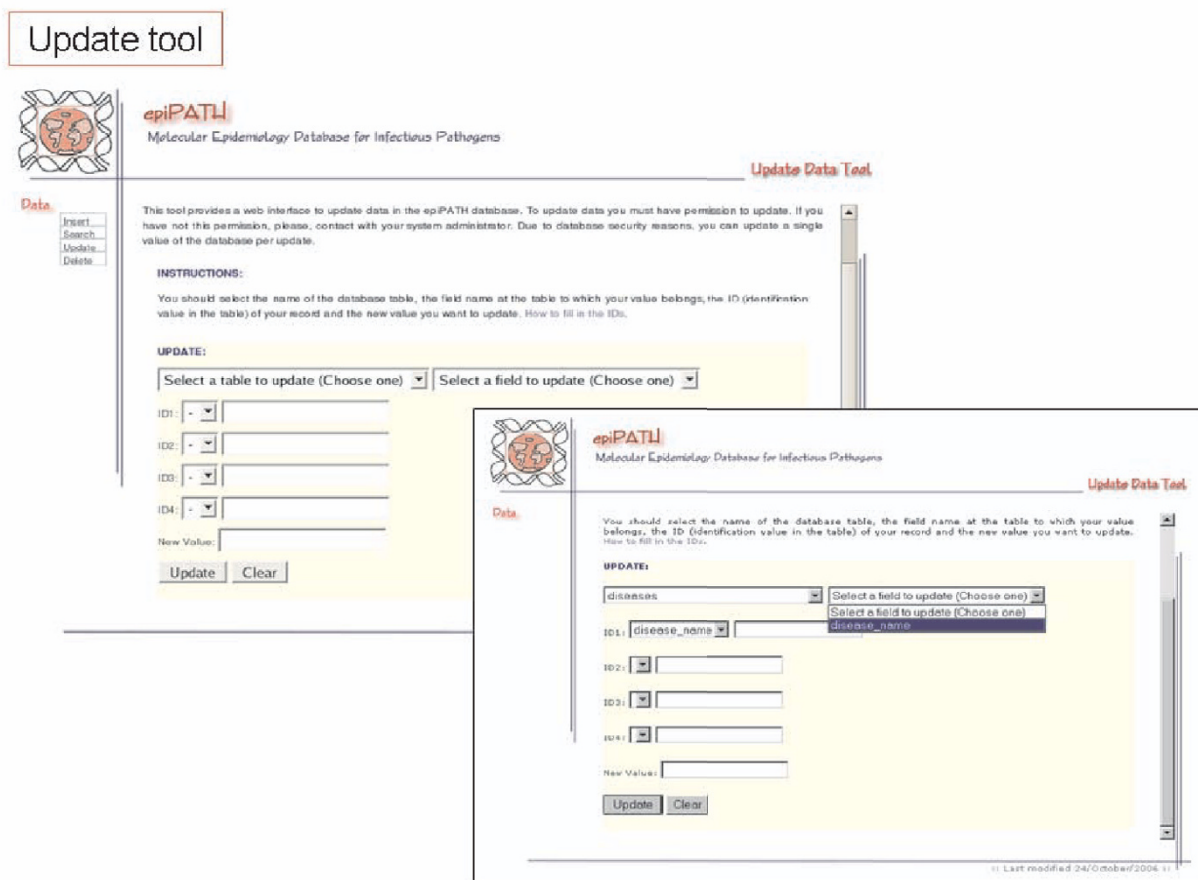 Update tool
epiPATH
Molecular Epidemiology Database for Infectious Pathogens
Update Data Tool
Data
Insert
Search
Update
Delete
This tool provides a web interface to update data in the epiPATH database. To update data you must have permission to update. If you
have not this permission, please, contact with your system administrator. Due to database security reasons, you can update a single
value of the database per update.
INSTRUCTIONS:
You should select the name of the database table, the field name at the table to which your value belongs, the ID (identification
value in the table) of your record and the new value you want to update. How to fill in the IDs.
UPDATE:
Select a table to update (Choose one) Select a field to update (Choose one)
ID1: -
ID2: -
ID3: -
ID4: -
New Value:
Update Clear
epiPATH
Molecular Epidemiology Database for Infectious Pathogens
Update Data Tool
Data
You should select the name of the database table, the field name at the table to which your value
belongs, the ID (identification value in the table) of your record and the new value you want to update.
How to fill in the IDs.
UPDATE:
diseases Select a field to update (Choose one)
Select a field to update (Choose one)
disease_name
ID1: disease_name
ID2:
ID3:
ID4:
New Value:
Update Clear
:: Last modified 24/October/2006 ::